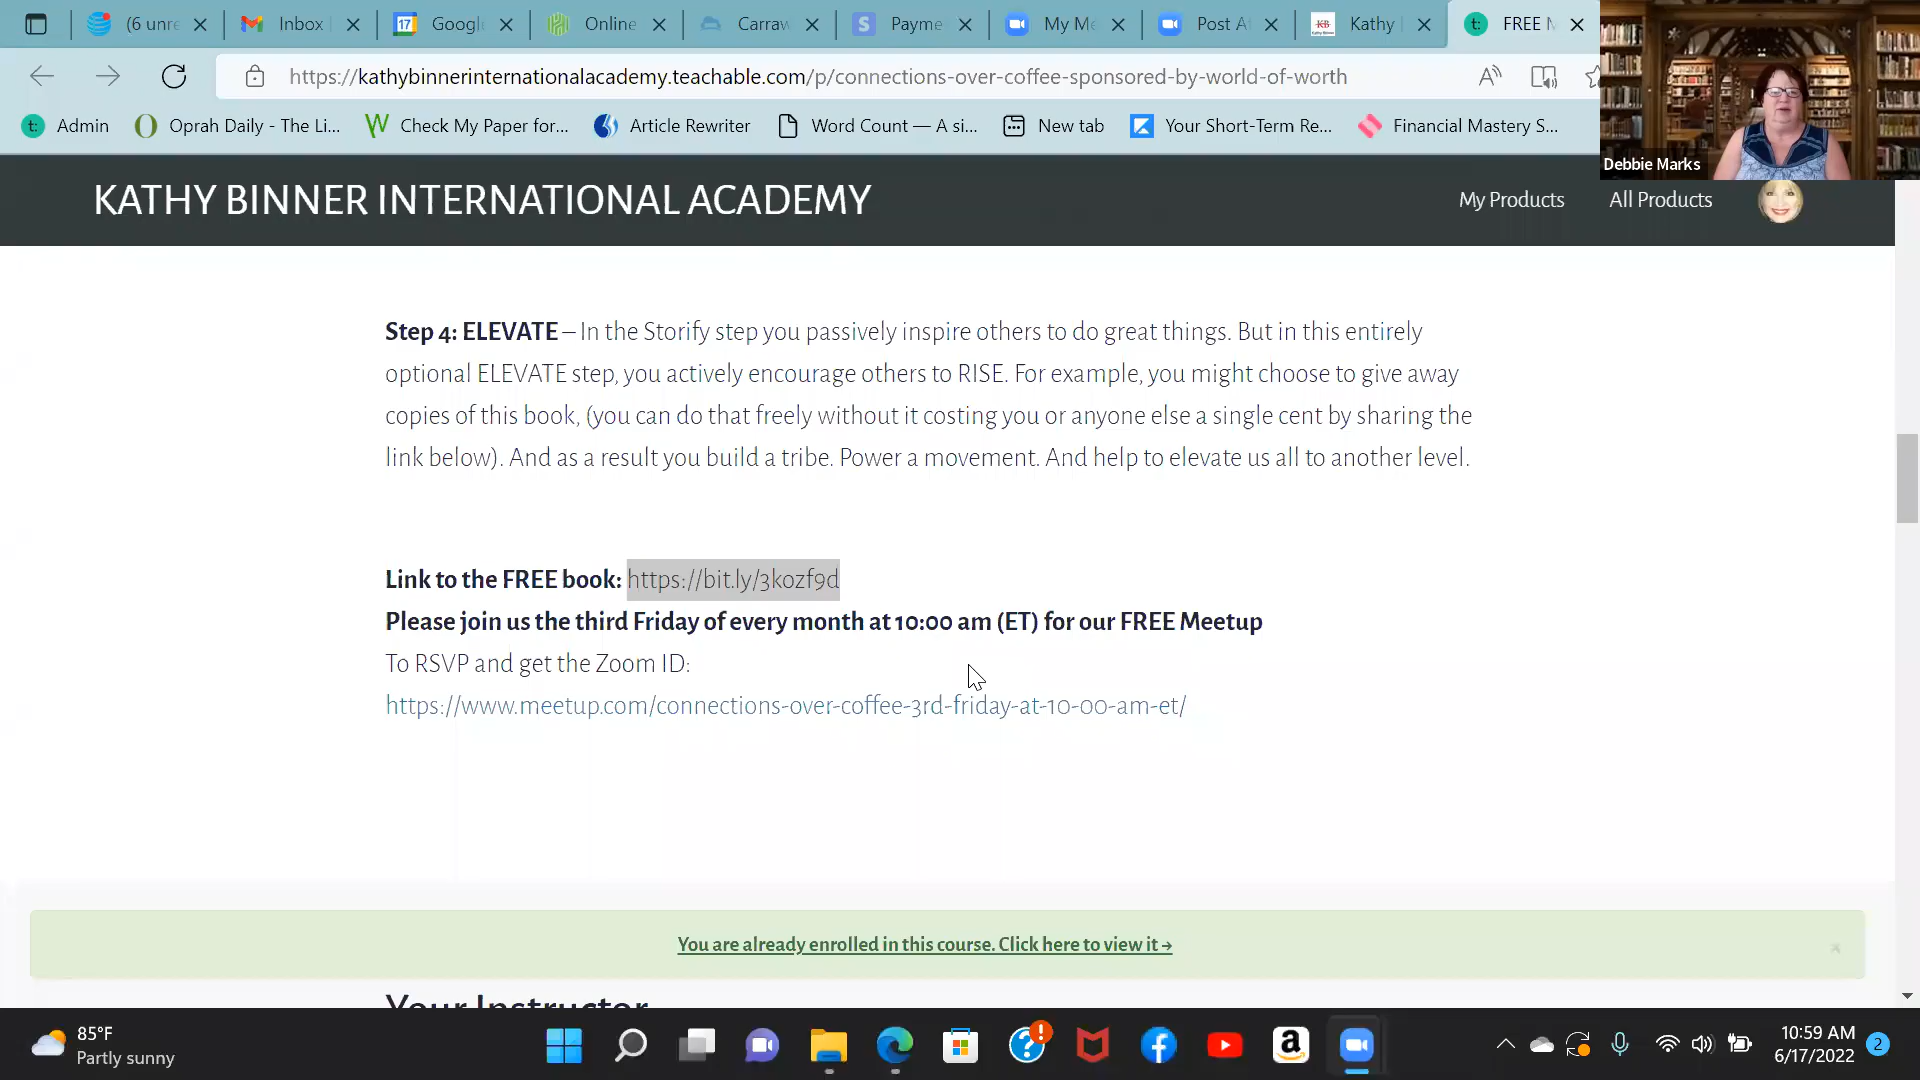 (6 unre
Inbox
17
Google
Online
Carraw
S
Payme
My Me
Post A
KB
Kathy
t:
FREE M
https://kathybinnerinternationalacademy.teachable.com/p/connections-over-coffee-sponsored-by-world-of-worth
t: Admin
Oprah Daily - The Li...
Check My Paper for...
Article Rewriter
Word Count — A si...
New tab
Your Short-Term Re...
Financial Mastery S...
Debbie Marks
KATHY BINNER INTERNATIONAL ACADEMY
My Products
All Products
Step 4: ELEVATE – In the Storify step you passively inspire others to do great things. But in this entirely
optional ELEVATE step, you actively encourage others to RISE. For example, you might choose to give away
copies of this book, (you can do that freely without it costing you or anyone else a single cent by sharing the
link below). And as a result you build a tribe. Power a movement. And help to elevate us all to another level.
Link to the FREE book: https://bit.ly/3kozf9d
Please join us the third Friday of every month at 10:00 am (ET) for our FREE Meetup
To RSVP and get the Zoom ID:
https://www.meetup.com/connections-over-coffee-3rd-friday-at-10-00-am-et/
You are already enrolled in this course. Click here to view it →
Your Instructor
85°F
Partly sunny
10:59 AM
6/17/2022
2